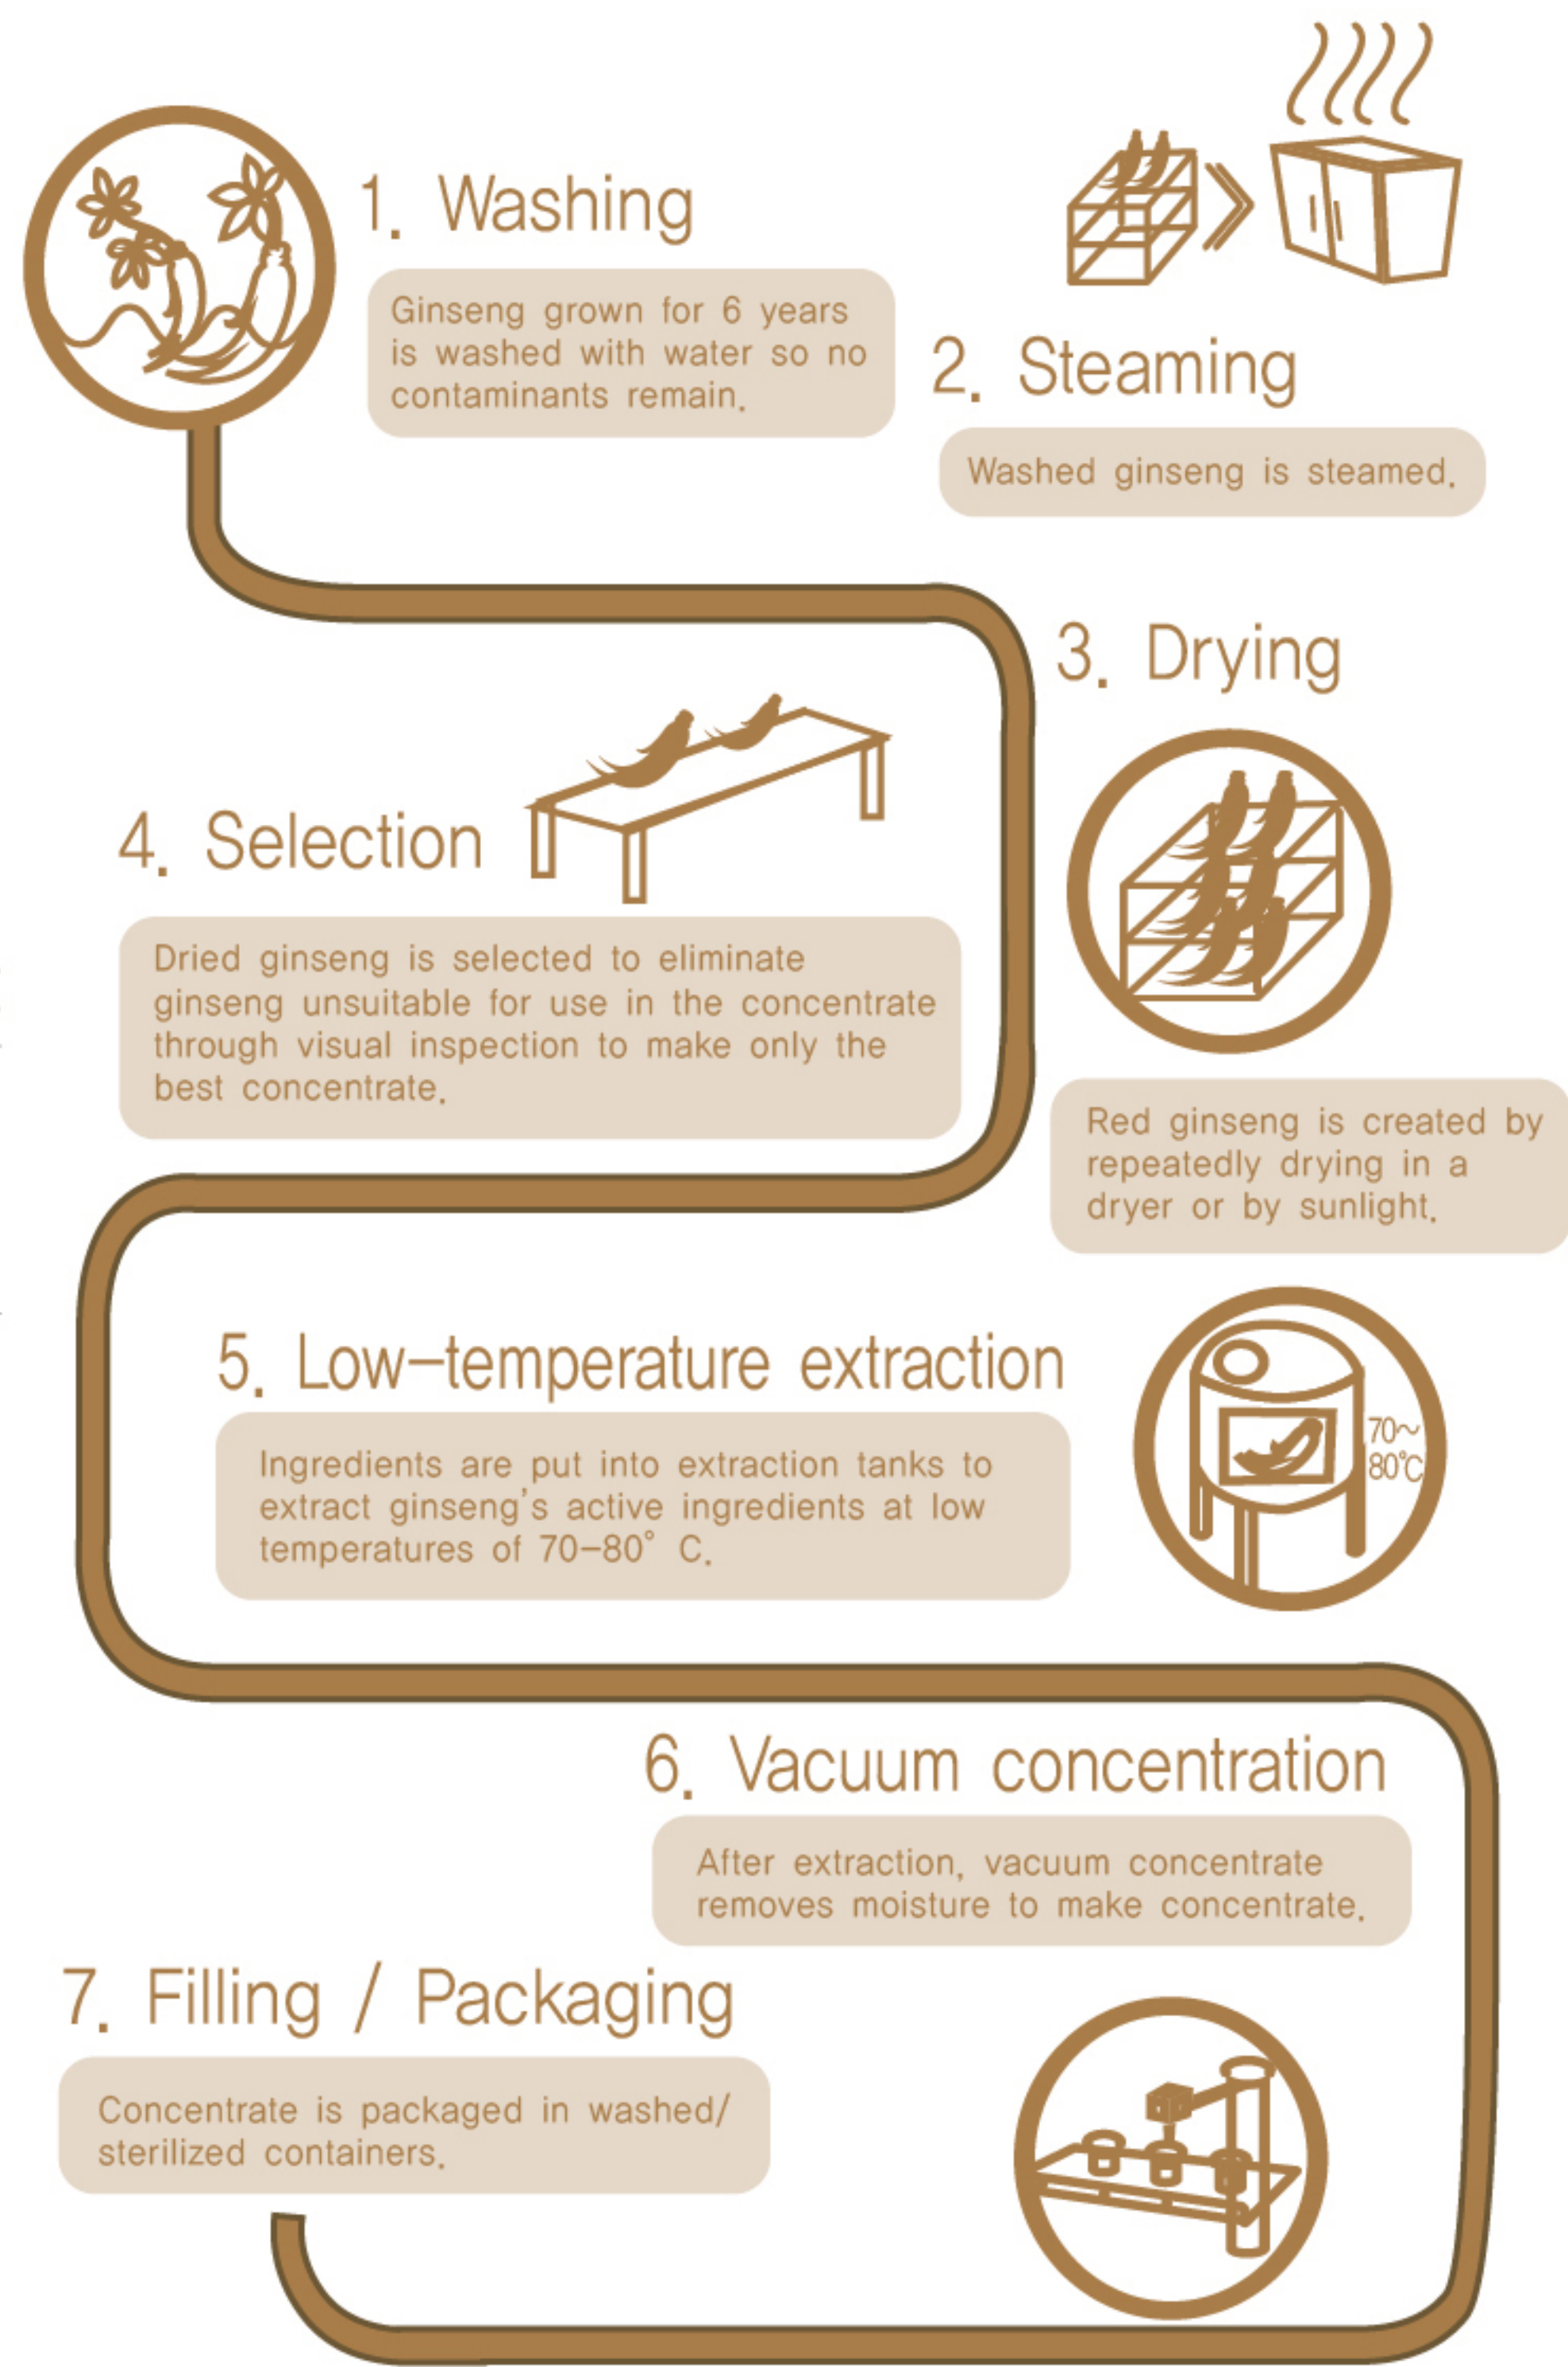 1. Washing
Ginseng grown for 6 years
is washed with water so no
contaminants remain.
2. Steaming
Washed ginseng is steamed.
3. Drying
Red ginseng is created by
repeatedly drying in a
dryer or by sunlight.
4. Selection
Dried ginseng is selected to eliminate
ginseng unsuitable for use in the concentrate
through visual inspection to make only the
best concentrate.
5. Low-temperature extraction
Ingredients are put into extraction tanks to
extract ginseng's active ingredients at low
temperatures of 70-80° C.
70~
80℃
6. Vacuum concentration
After extraction, vacuum concentrate
removes moisture to make concentrate.
7. Filling / Packaging
Concentrate is packaged in washed/
sterilized containers.